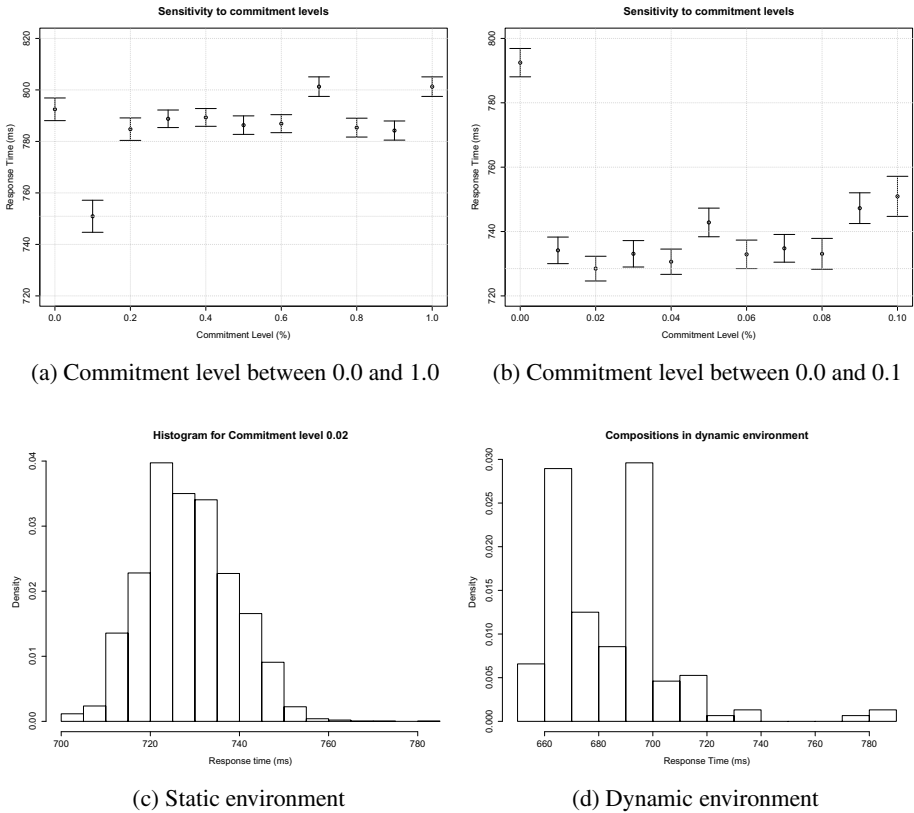 Sensitivity to commitment levels
Response Time (ms)
820
800
780
760
740
720
0.0
0.2
0.4
0.6
0.8
1.0
Commitment Level (%)
(a) Commitment level between 0.0 and 1.0
Sensitivity to commitment levels
Response Time (ms)
800
780
760
740
720
0.00
0.02
0.04
0.06
0.08
0.10
Commitment Level (%)
(b) Commitment level between 0.0 and 0.1
Histogram for Commitment level 0.02
Density
0.04
0.03
0.02
0.01
0.00
700
720
740
760
780
Response time (ms)
(c) Static environment
Compositions in dynamic environment
Density
0.030
0.025
0.020
0.015
0.010
0.005
0.000
660
680
700
720
740
760
780
Response Time (ms)
(d) Dynamic environment